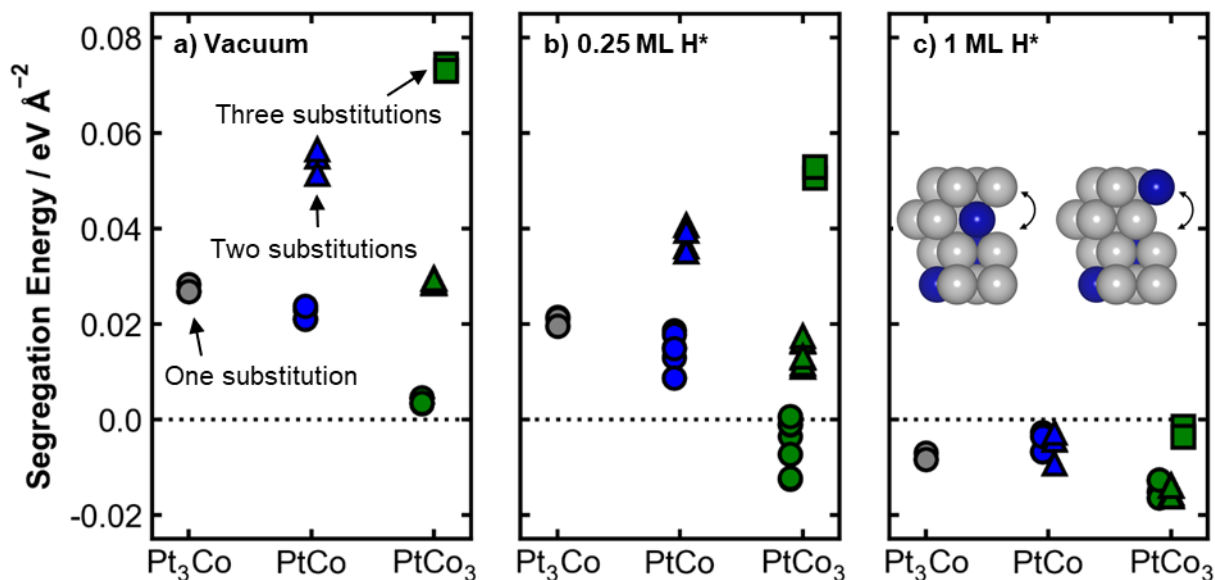 Segregation Energy / eV Å⁻²
0.08
0.06
0.04
0.02
0.0
-0.02
a) Vacuum
Three substitutions
Two substitutions
One substitution
Pt₃Co PtCo PtCo₃
b) 0.25 ML H*
Pt₃Co PtCo PtCo₃
c) 1 ML H*
Pt₃Co PtCo PtCo₃